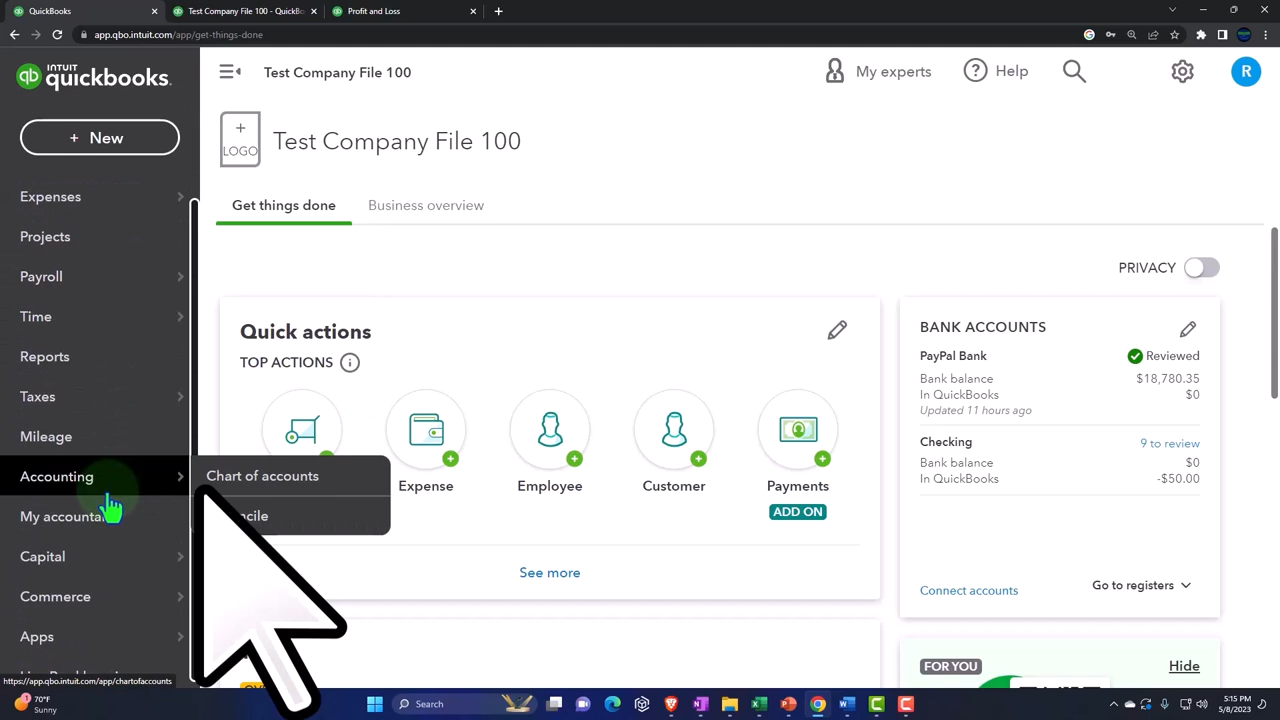 QuickBooks
Test Company File 100 - QuickBo
Profit and Loss
app.qbo.intuit.com/app/get-things-done
INTUIT
quickbooks.
Test Company File 100
My experts
Help
R
+ New
+
LOGO
Test Company File 100
Expenses
Projects
Payroll
Time
Reports
Taxes
Mileage
Accounting
My accounta
Capital
Commerce
Apps
Chart of accounts
ncile
Get things done
Business overview
PRIVACY
Quick actions
TOP ACTIONS
Expense
Employee
Customer
Payments
ADD ON
See more
BANK ACCOUNTS
PayPal Bank
Reviewed
Bank balance
$18,780.35
In QuickBooks
$0
Updated 11 hours ago
Checking
9 to review
Bank balance
$0
In QuickBooks
-$50.00
Connect accounts
Go to registers
FOR YOU
Hide
https://qbo.intuit.com/app/chartofaccounts
70°F
Sunny
Search
5:15 PM
5/8/2023